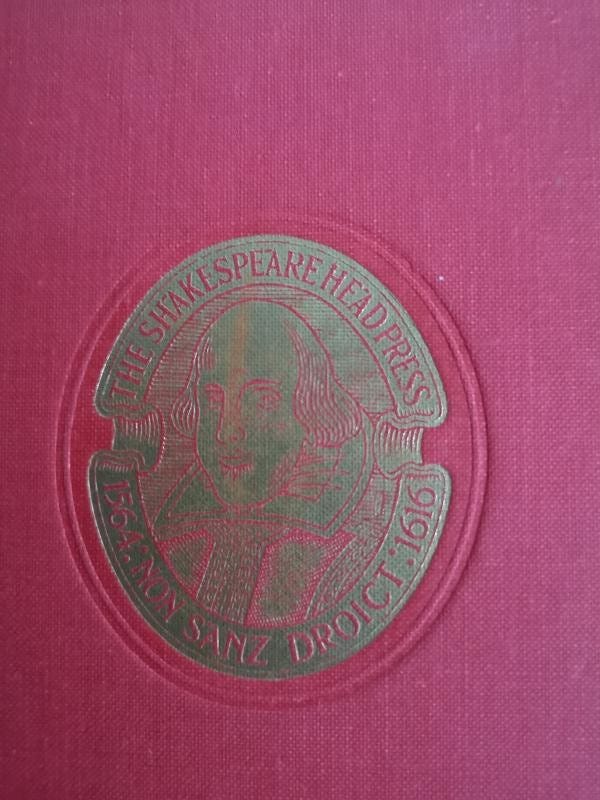 THE SHAKESPEARE HEAD PRESS
1564 : NON SANZ DROICT : 1616